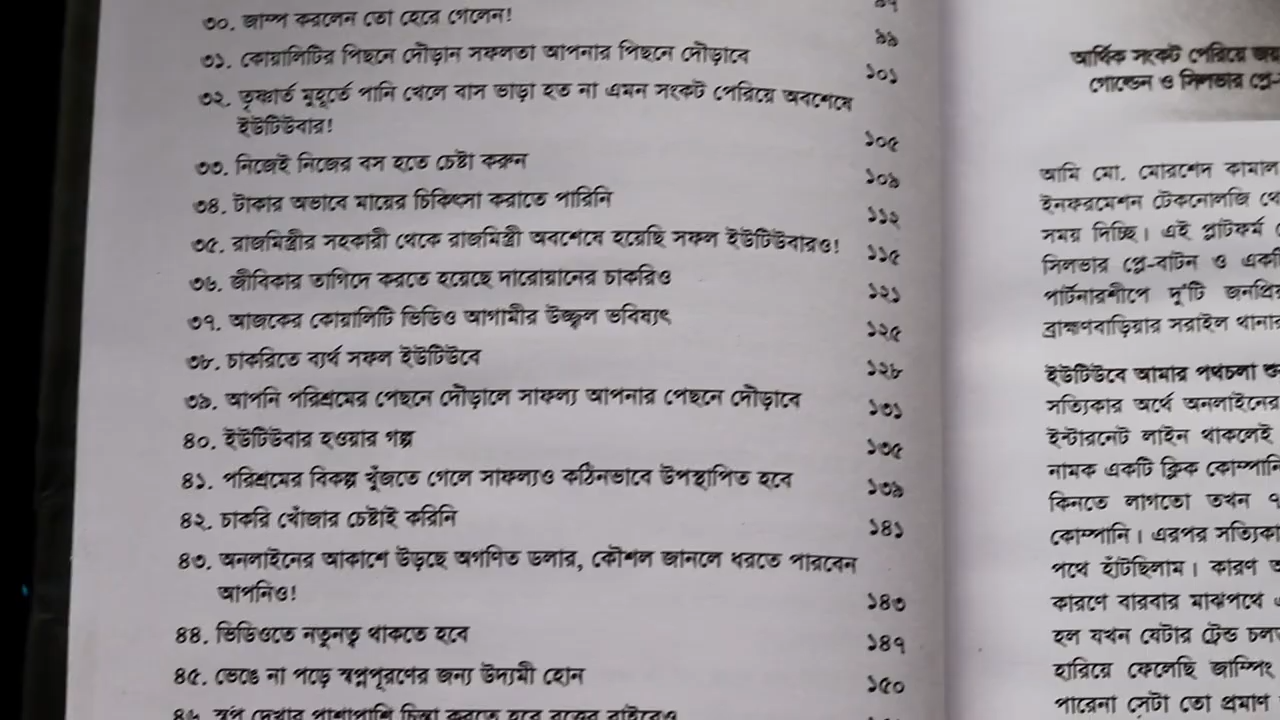 ৩০. জাম্প করলেন তো হেরে গেলেন!
৯৯
৩১. কোয়ালিটির পিছনে দৌড়ান সফলতা আপনার পিছনে দৌড়াবে
১০১
৩২. তৃষ্ণার্ত মুহূর্তে পানি খেলে বাস ভাড়া হত না এমন সংকট পেরিয়ে অবশেষে
ইউটিউবার!
১০৫
৩৩. নিজেই নিজের বস হতে চেষ্টা করুন
১০৯
৩৪. টাকার অভাবে মায়ের চিকিৎসা করাতে পারিনি
১১২
৩৫. রাজমিস্ত্রীর সহকারী থেকে রাজমিস্ত্রী অবশেষে হয়েছি সফল ইউটিউবারও!
১১৫
৩৬. জীবিকার তাগিদে করতে হয়েছে দারোয়ানের চাকরিও
১২১
৩৭. আজকের কোয়ালিটি ভিডিও আগামীর উজ্জ্বল ভবিষ্যৎ
১২৫
৩৮. চাকরিতে ব্যর্থ সফল ইউটিউবে
১২৮
৩৯. আপনি পরিশ্রমের পেছনে দৌড়ালে সাফল্য আপনার পেছনে দৌড়াবে
১৩১
৪০. ইউটিউবার হওয়ার গল্প
১৩৫
৪১. পরিশ্রমের বিকল্প খুঁজতে গেলে সাফল্যও কঠিনভাবে উপস্থাপিত হবে
১৩৯
৪২. চাকরি খোঁজার চেষ্টাই করিনি
১৪১
৪৩. অনলাইনের আকাশে উড়ছে অগণিত ডলার, কৌশল জানলে ধরতে পারবেন
আপনিও!
১৪৩
৪৪. ভিডিওতে নতুনত্ব থাকতে হবে
১৪৭
৪৫. ভেঙে না পড়ে স্বপ্নপূরণের জন্য উদ্যমী হোন
১৫০
আর্থিক সংকট পেরিয়ে
গোল্ডেন ও সিলভার
আমি মো. মোরশেদ কামাল
ইনফরমেশন টেকনোলজি
সময় দিচ্ছি। এই প্লাটফর্ম
সিলভার প্লে-বাটন ও
পার্টনারশীপে দু'টি
ব্রাহ্মণবাড়িয়ার সরাইল থানার
ইউটিউবে আমার পথচলা
সত্যিকার অর্থে অনলাইনের
ইন্টারনেট লাইন থাকলেই
নামক একটি ক্লিক
কিনতে লাগতো তখন
কোম্পানি। এরপর
পথে হাঁটছিলাম। কারণ
কারণে বারবার মাঝপথে
হল যখন যেটার ট্রেন্ড
হারিয়ে ফেলেছি জাম্পিং
পারেনা সেটা তো প্রমাণ